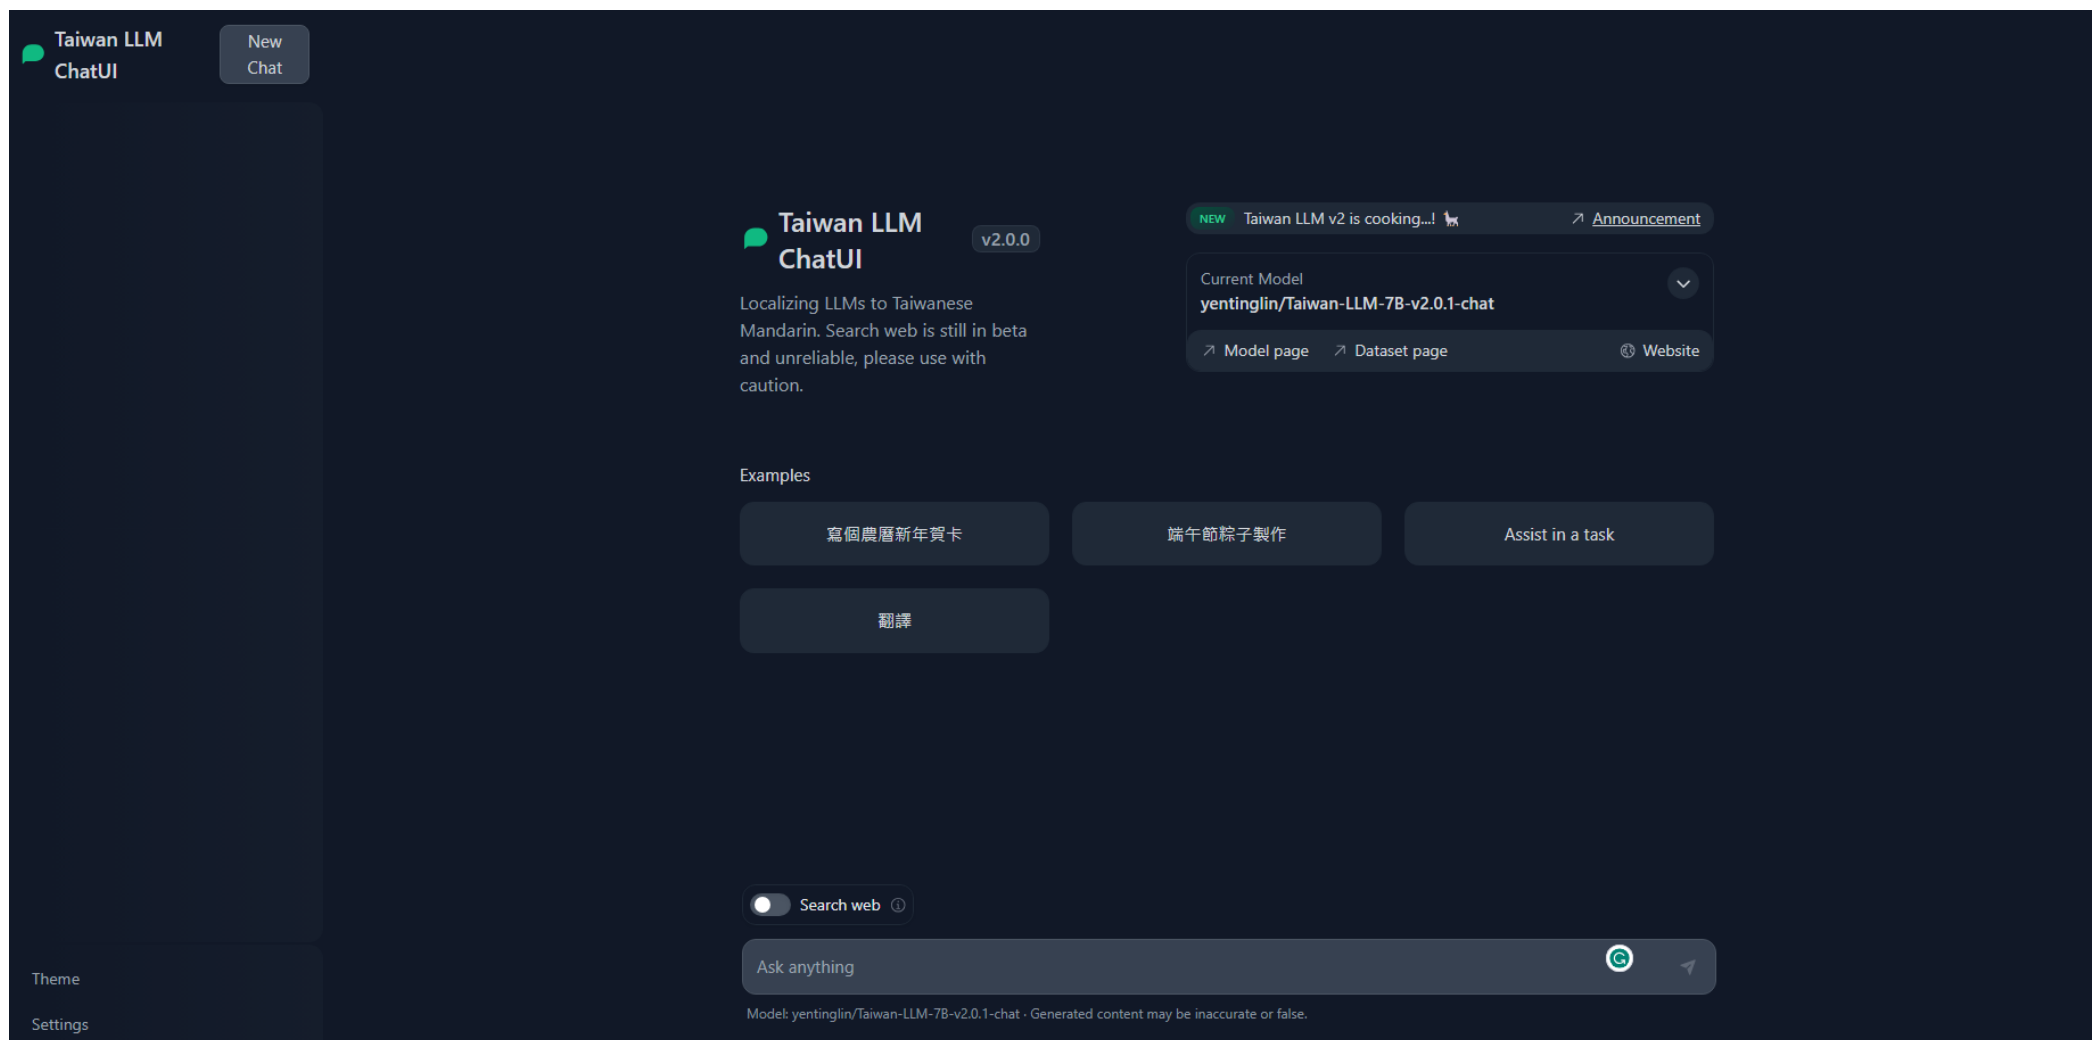 Taiwan LLM
ChatUI
New
Chat
Taiwan LLM
ChatUI
v2.0.0
Localizing LLMs to Taiwanese
Mandarin. Search web is still in beta
and unreliable, please use with
caution.
NEW Taiwan LLM v2 is cooking...! 🦙 Announcement
Current Model
yentinglin/Taiwan-LLM-7B-v2.0.1-chat
Model page Dataset page Website
Examples
寫個農曆新年賀卡
端午節粽子製作
Assist in a task
翻譯
Search web
Ask anything
Model: yentinglin/Taiwan-LLM-7B-v2.0.1-chat · Generated content may be inaccurate or false.
Theme
Settings